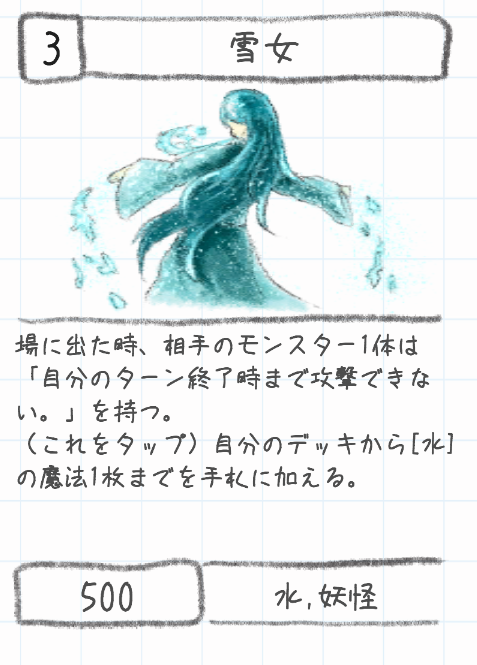 3
雪女
場に出た時、相手のモンスター1体は
「自分のターン終了時まで攻撃できな
い。」を持つ。
（これをタップ）自分のデッキから[水]
の魔法1枚までを手札に加える。
500
水,妖怪